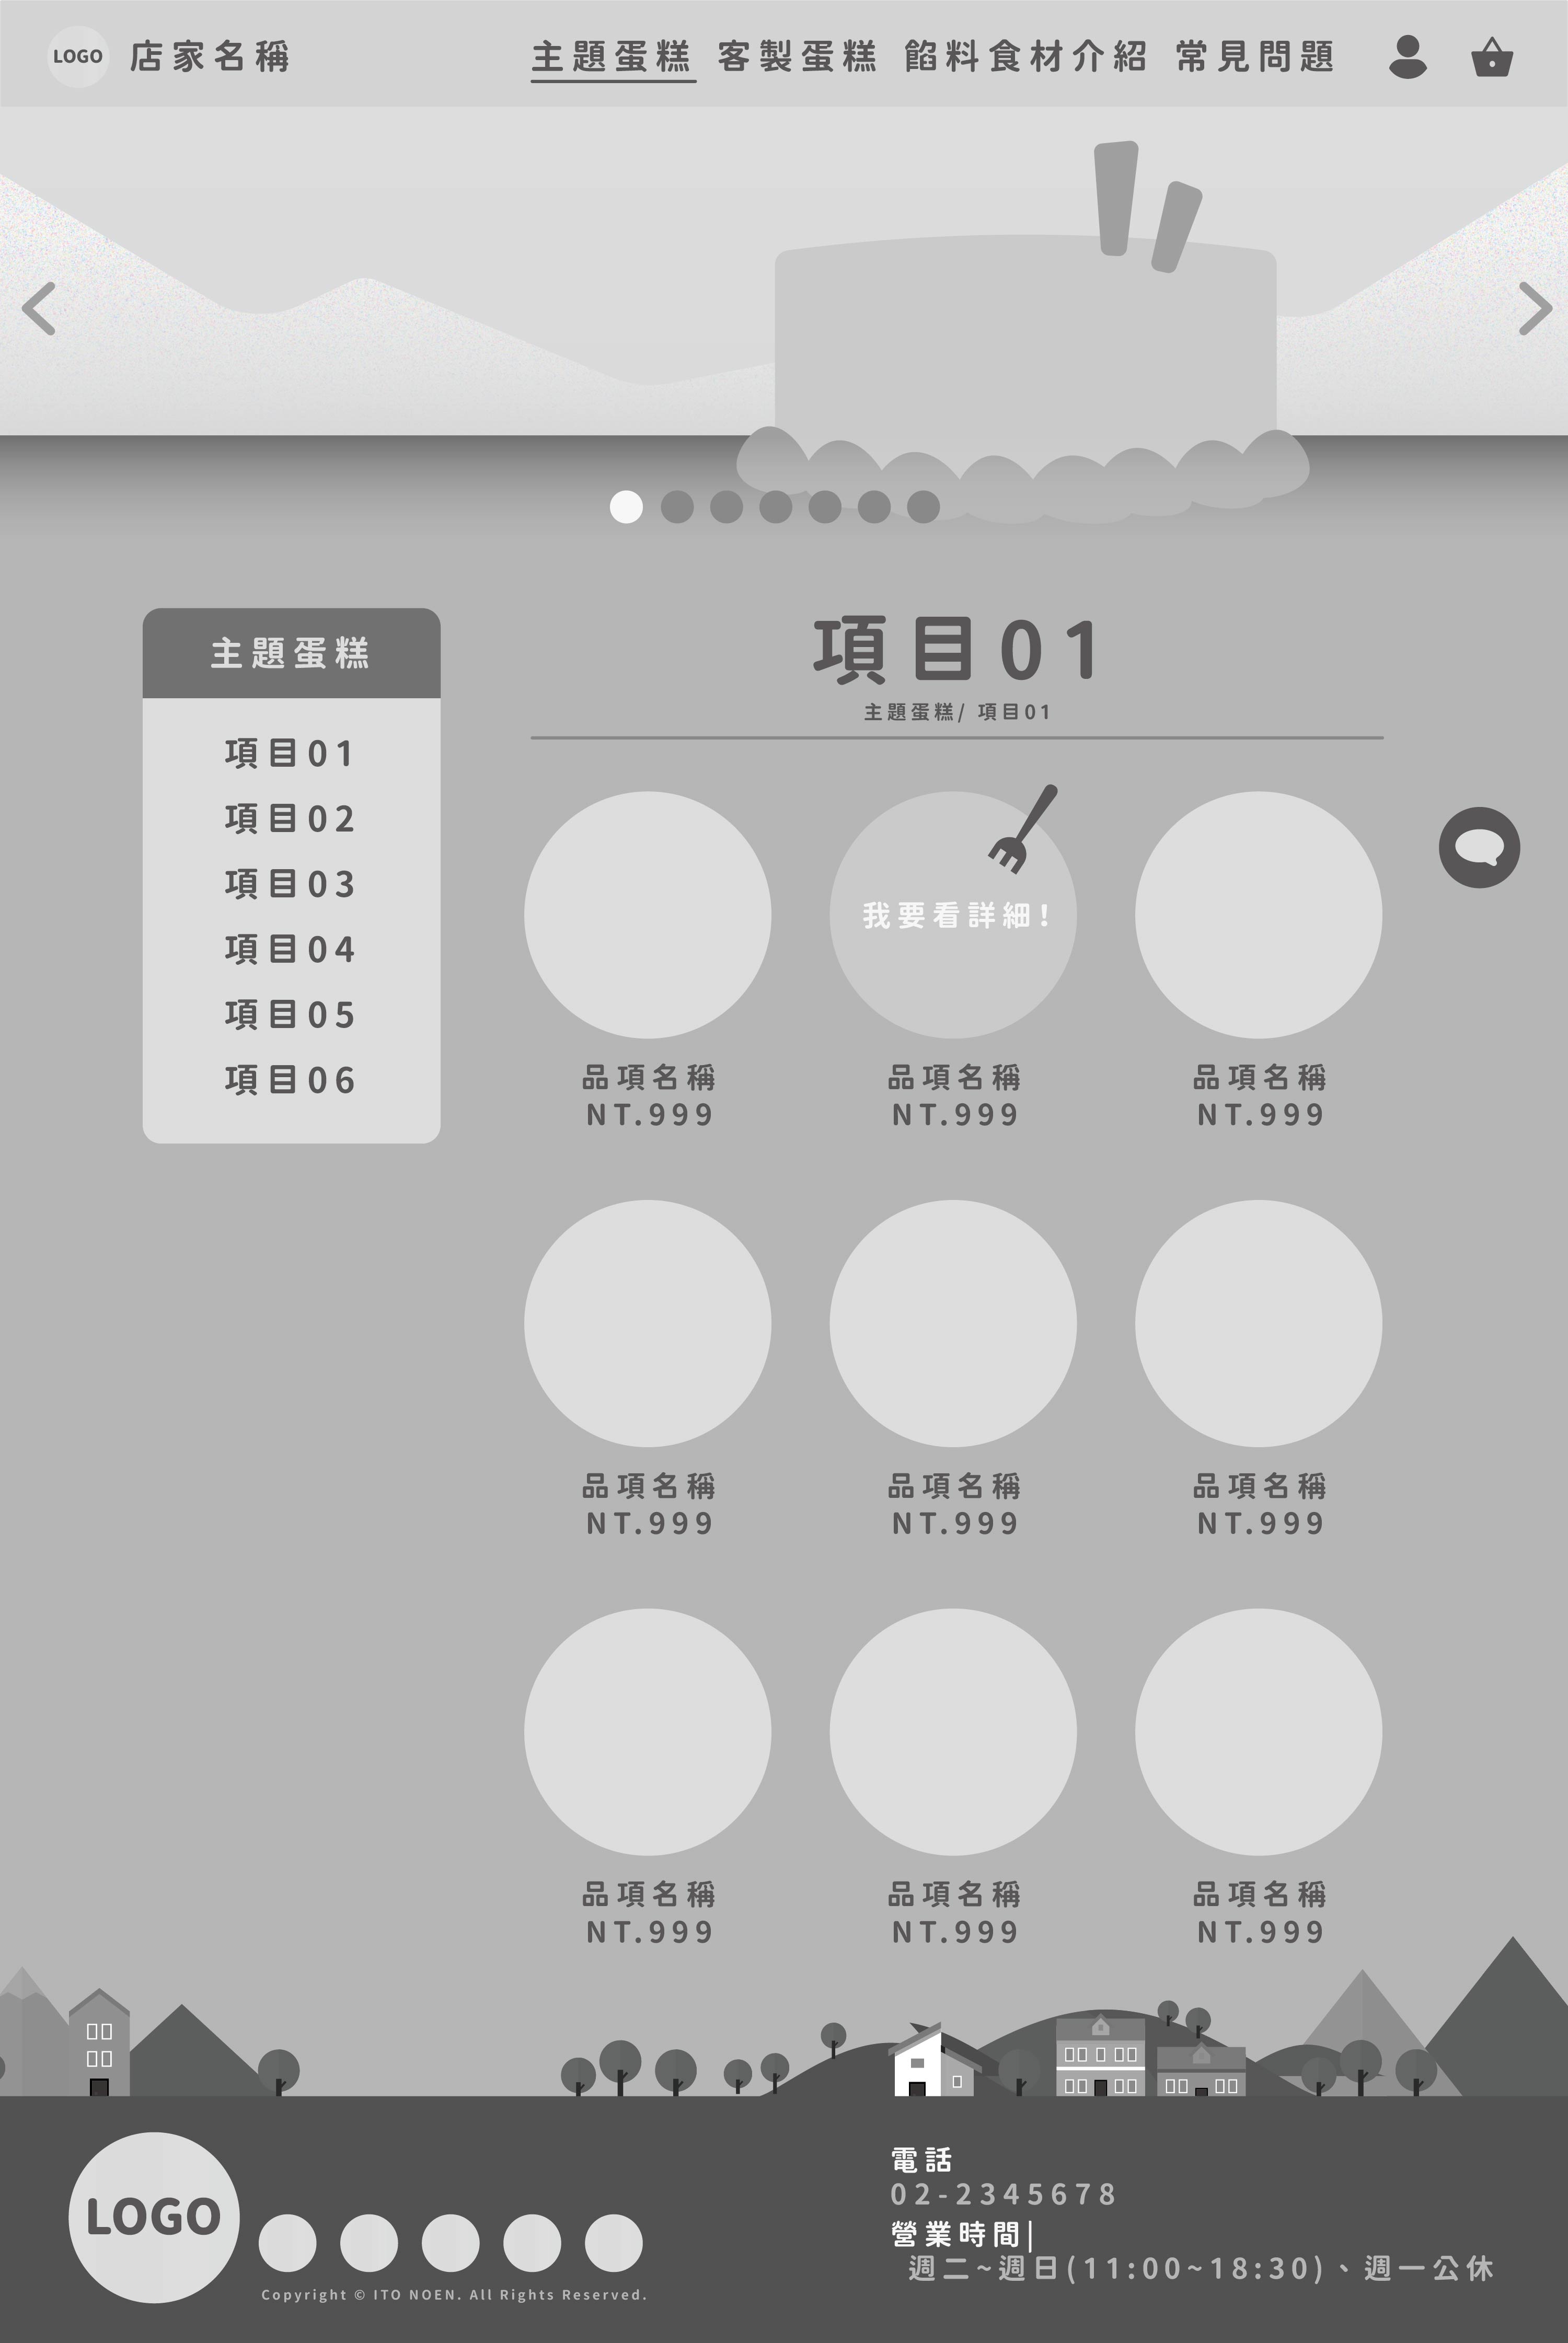 LOGO 店家名稱 主題蛋糕 客製蛋糕 餡料食材介紹 常見問題
主題蛋糕
項目01
項目02
項目03
項目04
項目05
項目06
項目01
主題蛋糕/ 項目01
我要看詳細!
品項名稱 品項名稱 品項名稱
NT.999 NT.999 NT.999
品項名稱 品項名稱 品項名稱
NT.999 NT.999 NT.999
品項名稱 品項名稱 品項名稱
NT.999 NT.999 NT.999
LOGO
Copyright © ITO NOEN. All Rights Reserved.
電話
02-2345678
營業時間|
週二~週日(11:00~18:30)、週一公休